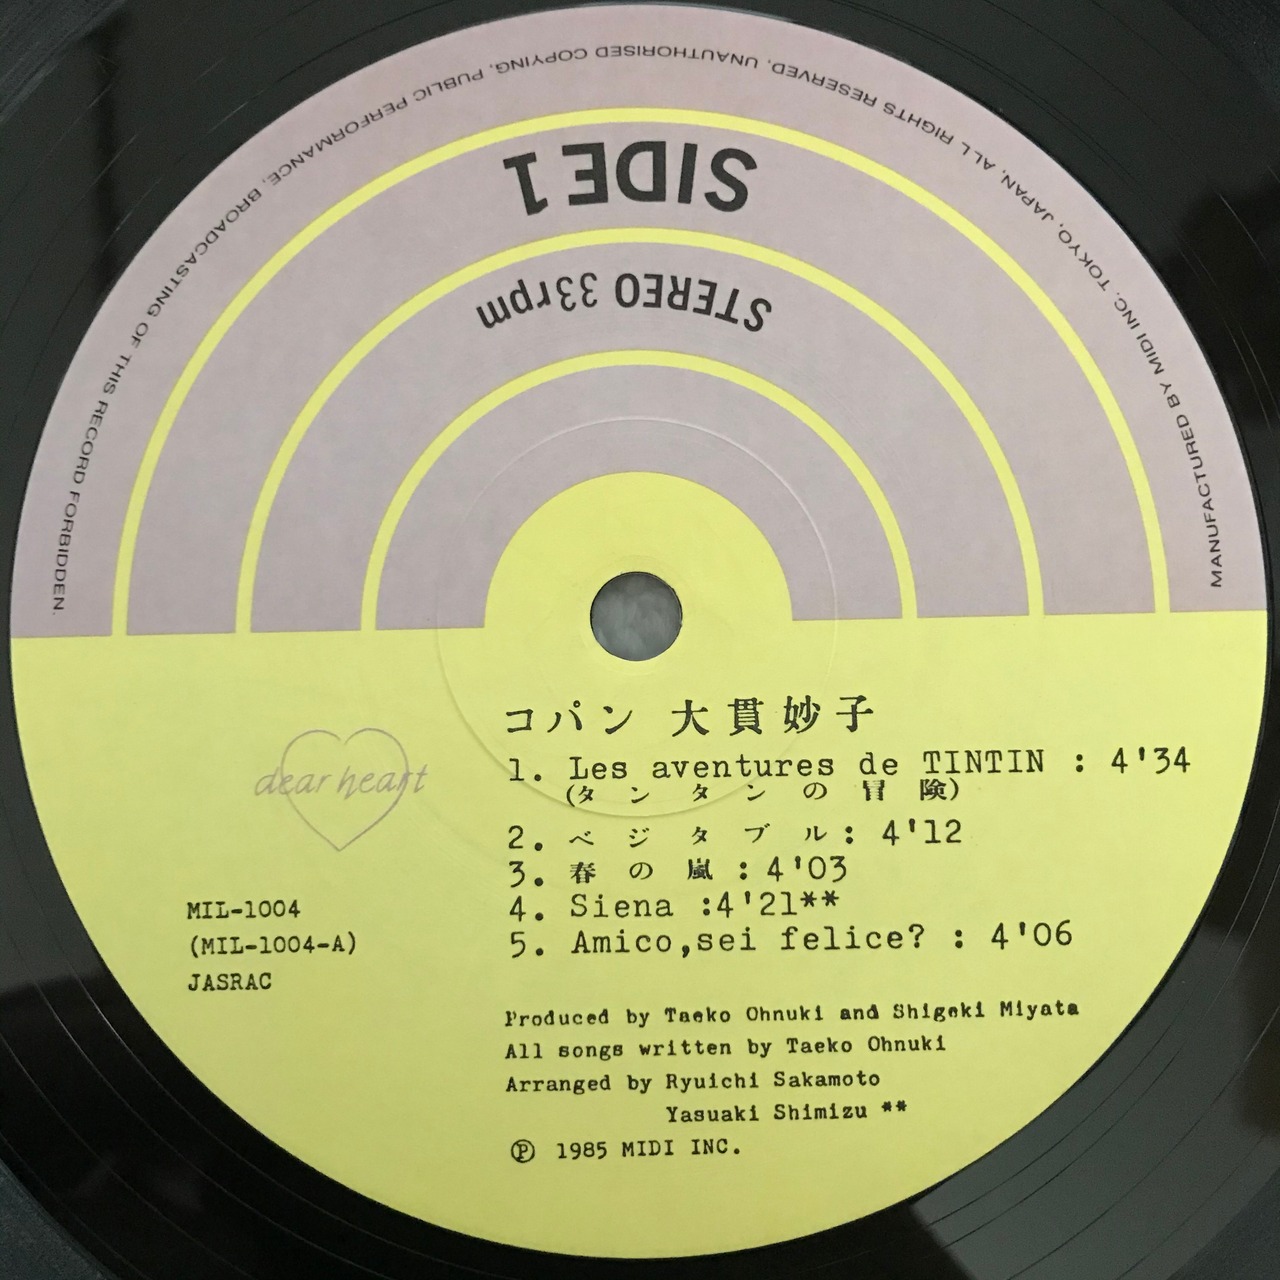 MANUFACTURED BY MIDI INC. TOKYO, JAPAN, ALL RIGHTS RESERVED, UNAUTHORISED COPYING, PUBLIC PERFORMANCE, BROADCASTING OF THIS RECORD FORBIDDEN.
SIDE 1
STEREO 33rpm
コパン 大貫妙子
1. Les aventures de TINTIN : 4'34
(タンタンの冒険)
2. ベジタブル: 4'12
3. 春の嵐 : 4'03
4. Siena :4'21**
5. Amico,sei felice? : 4'06
dear heart
MIL-1004
(MIL-1004-A)
JASRAC
Produced by Taeko Ohnuki and Shigeki Miyata
All songs written by Taeko Ohnuki
Arranged by Ryuichi Sakamoto
Yasuaki Shimizu **
Ⓟ 1985 MIDI INC.